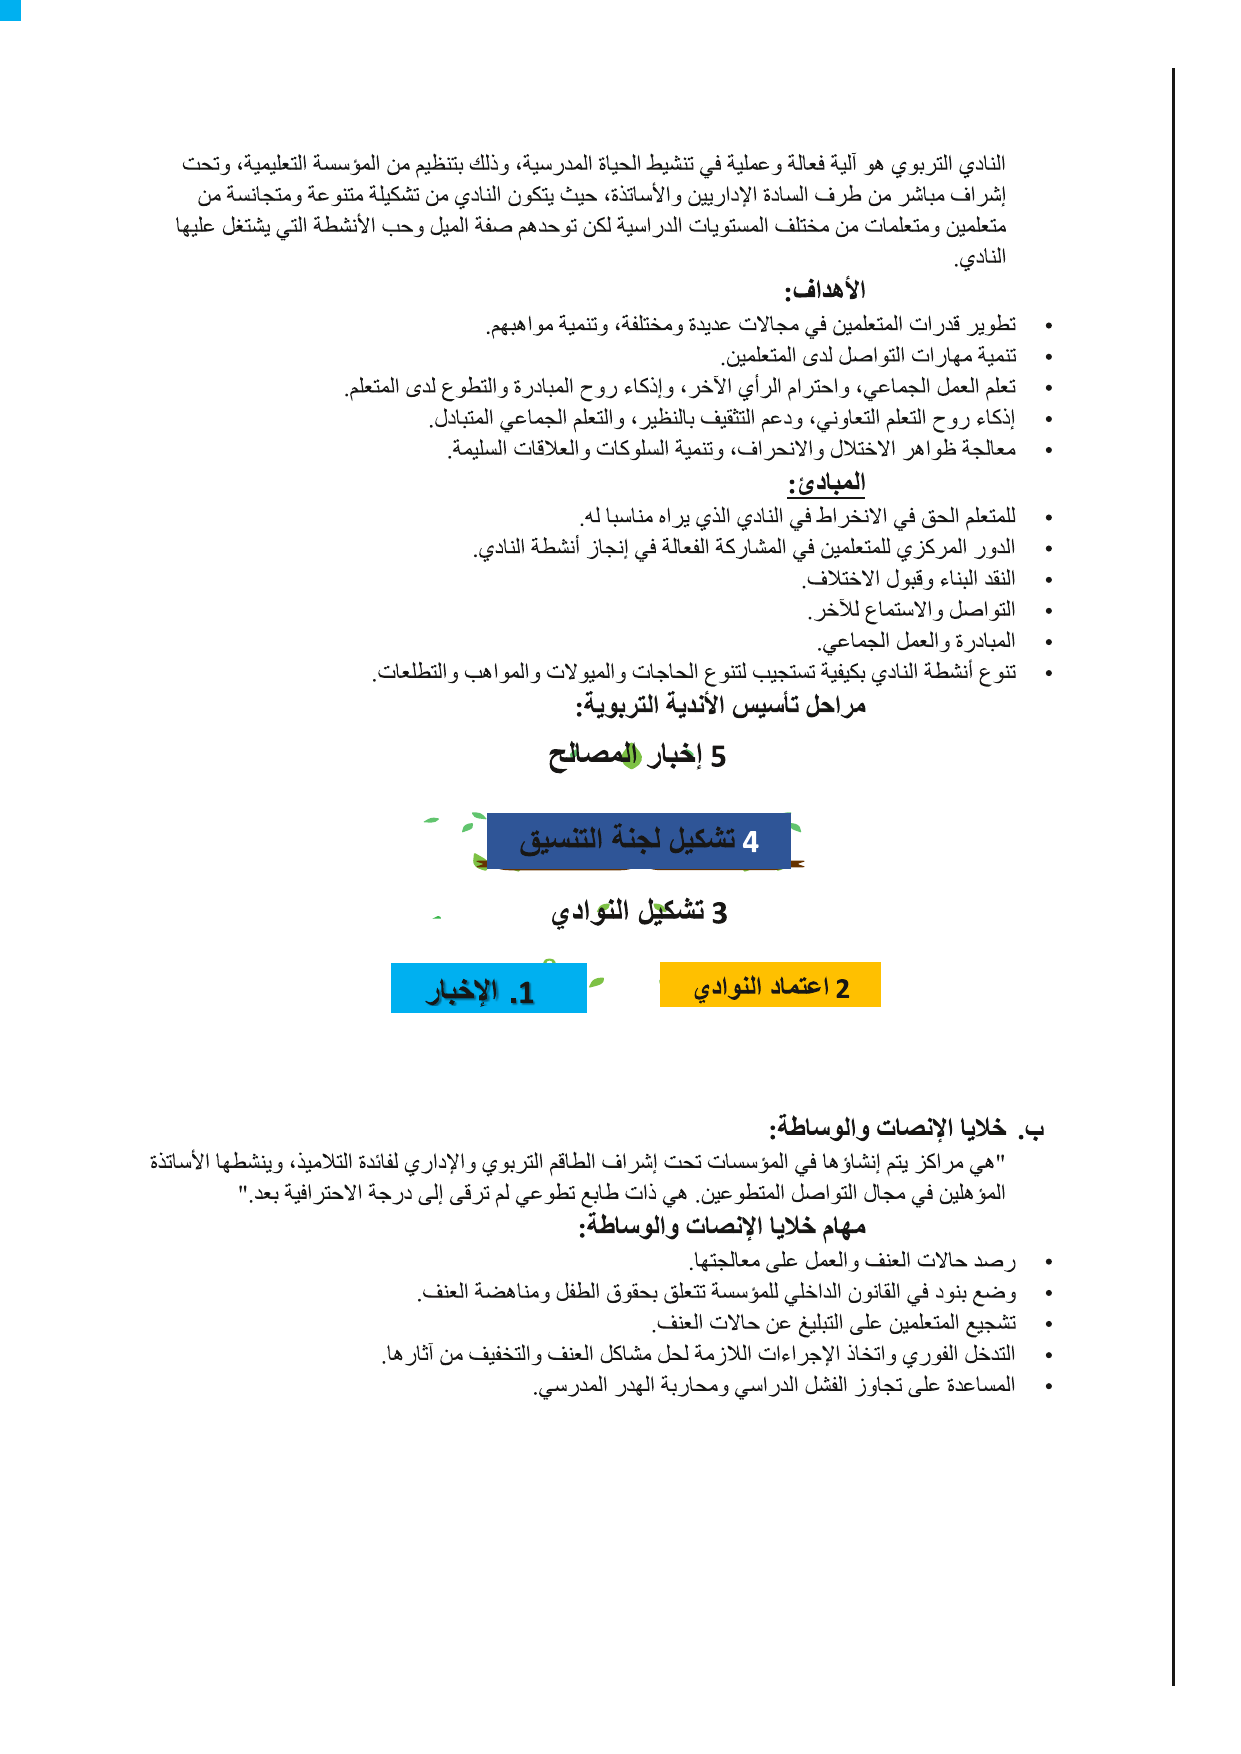 النادي التربوي هو آلية فعالة وعملية في تنشيط الحياة المدرسية، وذلك بتنظيم من المؤسسة التعليمية، وتحت
إشراف مباشر من طرف السادة الإداريين والأساتذة، حيث يتكون النادي من تشكيلة متنوعة ومتجانسة من
متعلمين ومتعلمات من مختلف المستويات الدراسية لكن توحدهم صفة الميل وحب الأنشطة التي يشتغل عليها
النادي.
الأهداف:
• تطوير قدرات المتعلمين في مجالات عديدة ومختلفة، وتنمية مواهبهم.
• تنمية مهارات التواصل لدى المتعلمين.
• تعلم العمل الجماعي، واحترام الرأي الآخر، وإذكاء روح المبادرة والتطوع لدى المتعلم.
• إذكاء روح التعلم التعاوني، ودعم التثقيف بالنظير، والتعلم الجماعي المتبادل.
• معالجة ظواهر الاختلال والانحراف، وتنمية السلوكات والعلاقات السليمة.
المبادئ:
• للمتعلم الحق في الانخراط في النادي الذي يراه مناسبا له.
• الدور المركزي للمتعلمين في المشاركة الفعالة في إنجاز أنشطة النادي.
• النقد البناء وقبول الاختلاف.
• التواصل والاستماع للآخر.
• المبادرة والعمل الجماعي.
• تنوع أنشطة النادي بكيفية تستجيب لتنوع الحاجات والميولات والمواهب والتطلعات.
مراحل تأسيس الأندية التربوية:
5 إخبار المصالح
4 تشكيل لجنة التنسيق
3 تشكيل النوادي
2 اعتماد النوادي
1. الإخبار
ب. خلايا الإنصات والوساطة:
"هي مراكز يتم إنشاؤها في المؤسسات تحت إشراف الطاقم التربوي والإداري لفائدة التلاميذ، وينشطها الأساتذة
المؤهلين في مجال التواصل المتطوعين. هي ذات طابع تطوعي لم ترقى إلى درجة الاحترافية بعد."
مهام خلايا الإنصات والوساطة:
• رصد حالات العنف والعمل على معالجتها.
• وضع بنود في القانون الداخلي للمؤسسة تتعلق بحقوق الطفل ومناهضة العنف.
• تشجيع المتعلمين على التبليغ عن حالات العنف.
• التدخل الفوري واتخاذ الإجراءات اللازمة لحل مشاكل العنف والتخفيف من آثارها.
• المساعدة على تجاوز الفشل الدراسي ومحاربة الهدر المدرسي.